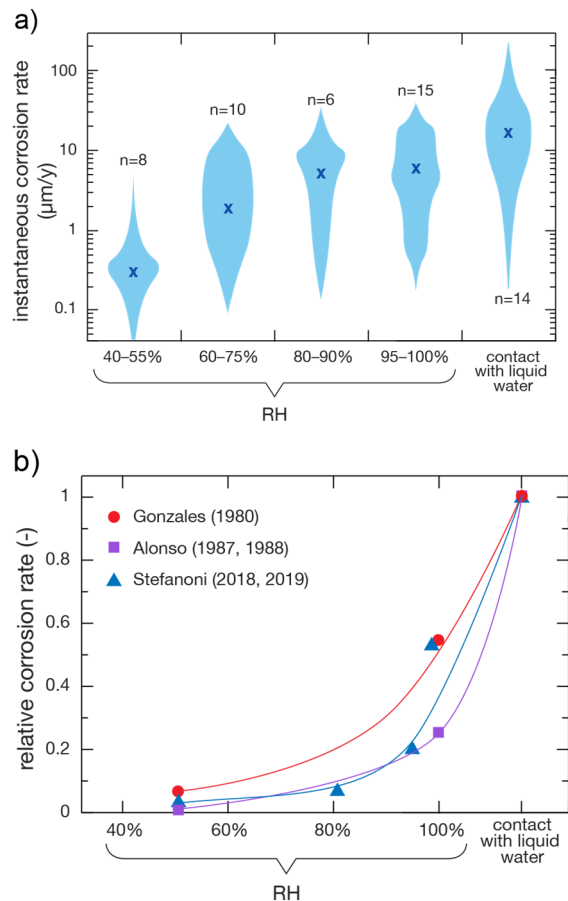 a)
instantaneous corrosion rate
(μm/y)
100
10
1
0.1
n=8
n=10
n=6
n=15
n=14
x
x
x
x
x
40–55%
60–75%
80–90%
95–100%
contact
with liquid
water
RH
b)
relative corrosion rate (-)
1
0.8
0.6
0.4
0.2
0
Gonzales (1980)
Alonso (1987, 1988)
Stefanoni (2018, 2019)
40%
60%
80%
100%
contact
with liquid
water
RH